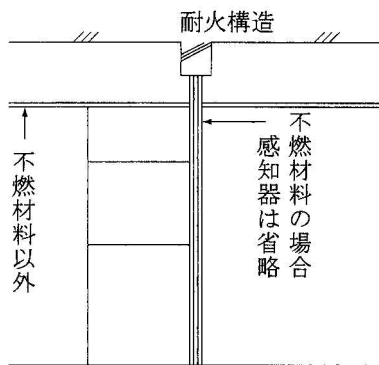 耐火構造
不燃材料の場合
感知器は省略
不燃材料以外